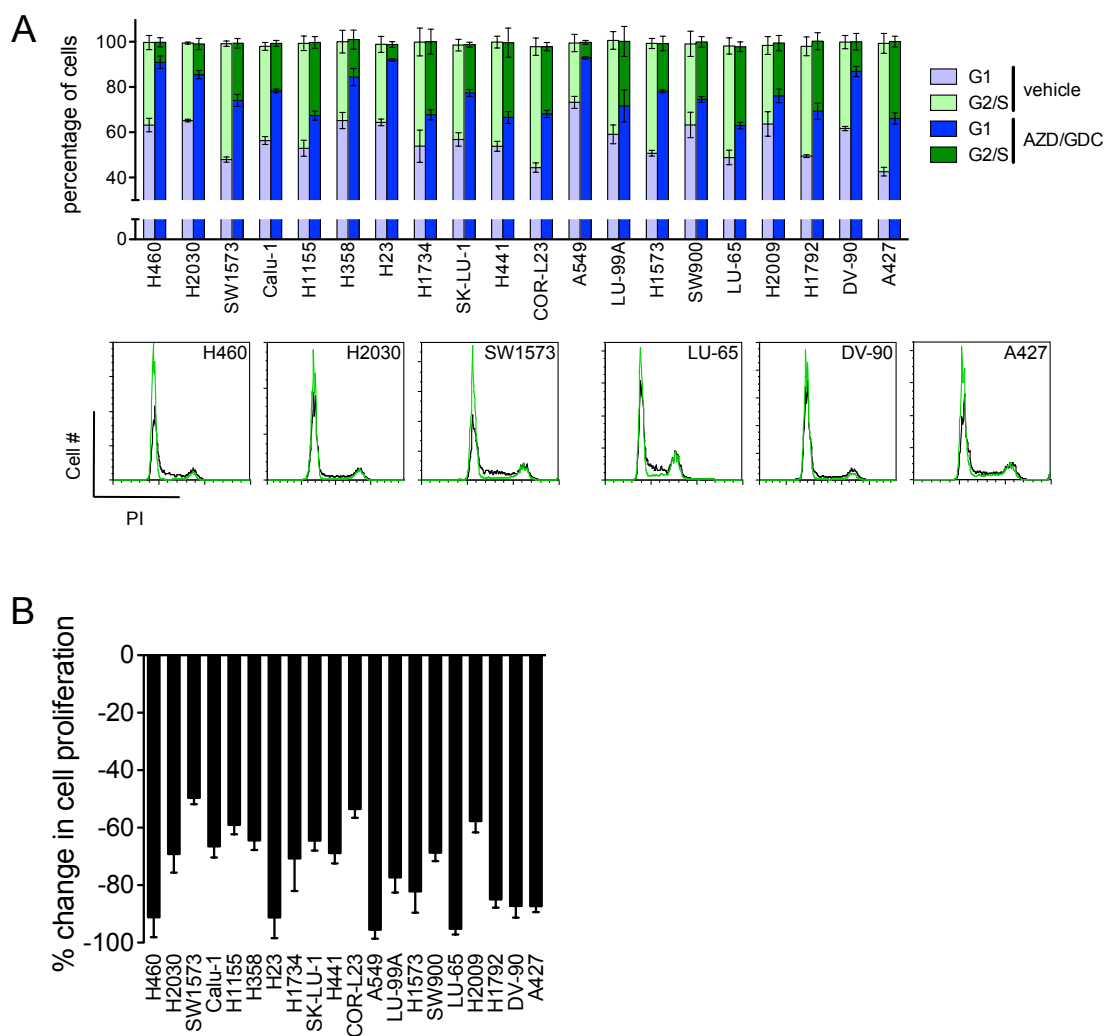 A
percentage of cells
100
80
60
40
0
G1
G2/S
vehicle
G1
G2/S
AZD/GDC
H460
H2030
SW1573
Calu-1
H1155
H358
H23
H1734
SK-LU-1
H441
COR-L23
A549
LU-99A
H1573
SW900
LU-65
H2009
H1792
DV-90
A427
H460
H2030
SW1573
LU-65
DV-90
A427
Cell #
PI
B
% change in cell proliferation
0
-20
-40
-60
-80
-100
H460
H2030
SW1573
Calu-1
H1155
H358
H23
H1734
SK-LU-1
H441
COR-L23
A549
LU-99A
H1573
SW900
LU-65
H2009
H1792
DV-90
A427